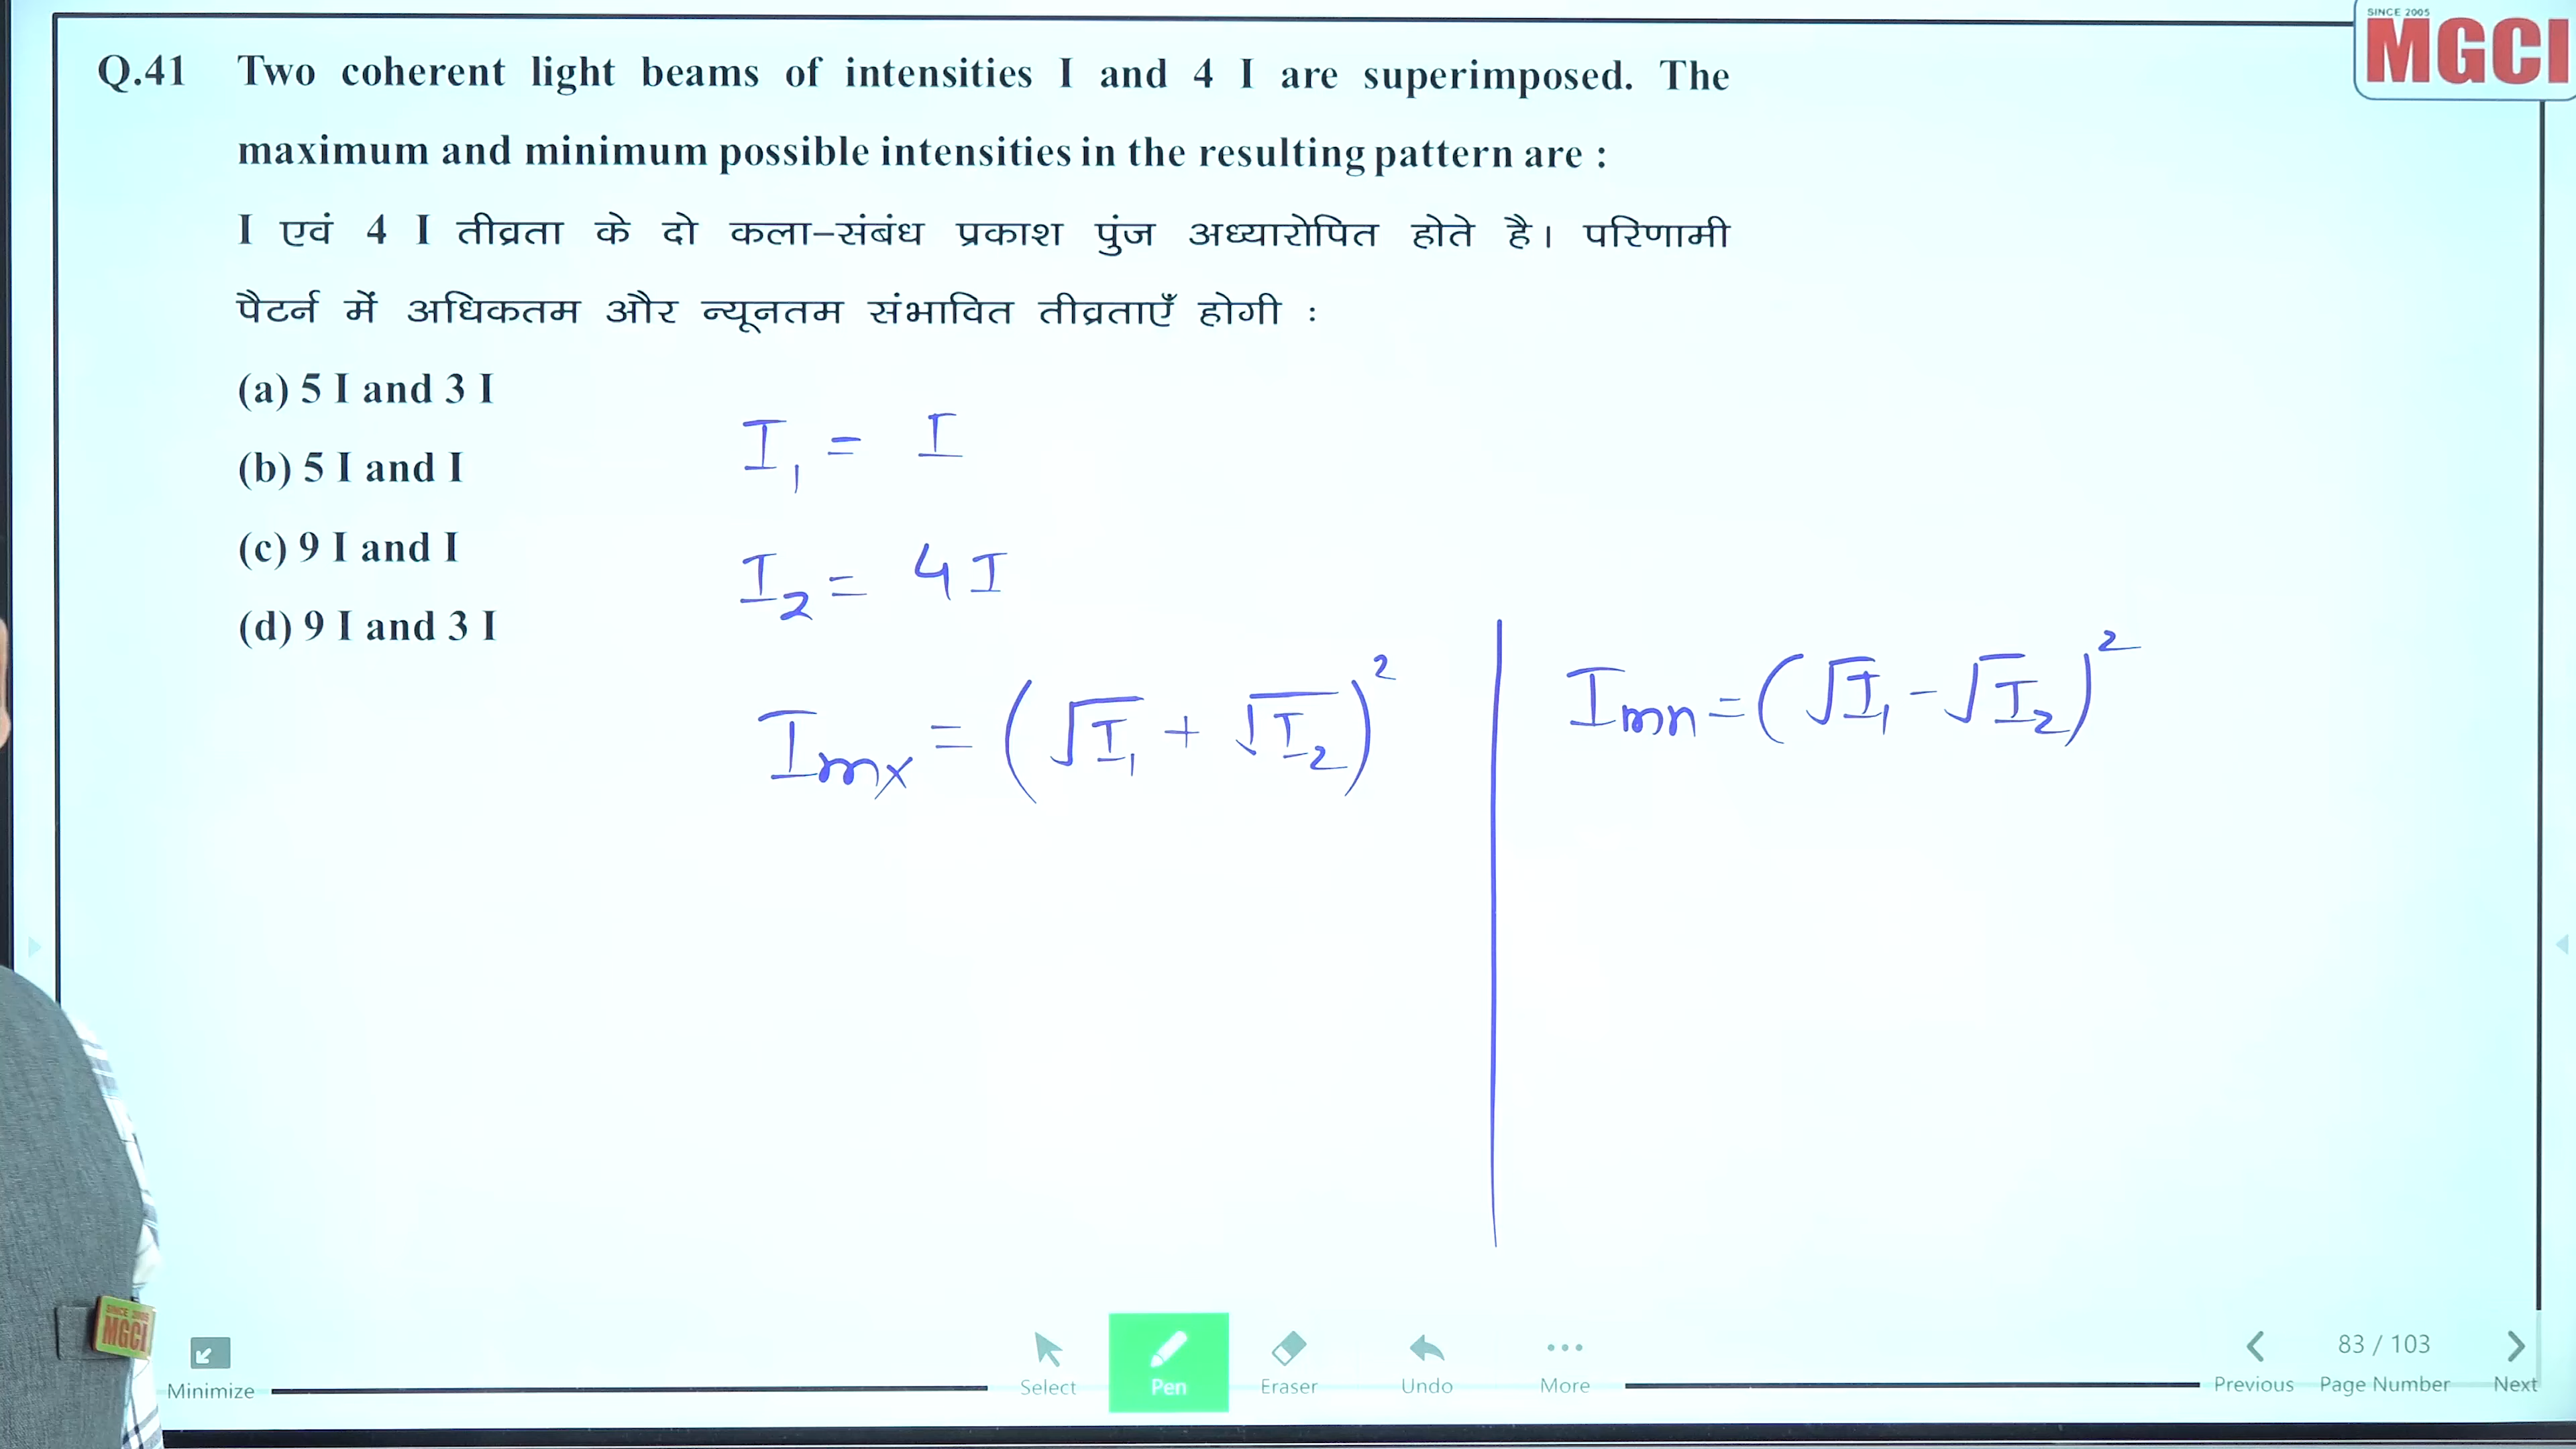 SINCE 2005
MGCI
Q.41 Two coherent light beams of intensities I and 4 I are superimposed. The
maximum and minimum possible intensities in the resulting pattern are :
I एवं 4 I तीव्रता के दो कला–संबंध प्रकाश पुंज अध्यारोपित होते है। परिणामी
पैटर्न में अधिकतम और न्यूनतम संभावित तीव्रताएँ होगी :
(a) 5 I and 3 I
(b) 5 I and I
(c) 9 I and I
(d) 9 I and 3 I
I₁ = I
I₂ = 4I
Imx = (√I₁ + √I₂)²
Imn = (√I₁ - √I₂)²
SINCE 2005
MGCI
Minimize
Select
Pen
Eraser
Undo
More
83 / 103
Previous Page Number Next